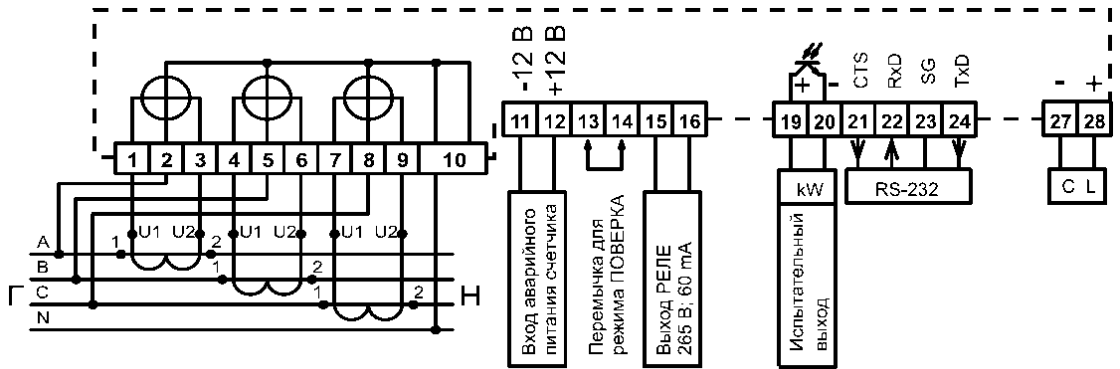 -12 В
+12 В
+ -
CTS
RxD
SG
TxD
- +
1 2 3 4 5 6 7 8 9 10
11 12 13 14 15 16
19 20 21 22 23 24
27 28
kW
RS-232
C L
Вход аварийного
питания счетчика
Перемычка для
режима ПОВЕРКА
Выход РЕЛЕ
265 В; 60 mA
Испытательный
выход
U1 U2 U1 U2 U1 U2
A 1 2
B 1 2
Г C 1 2 Н
N